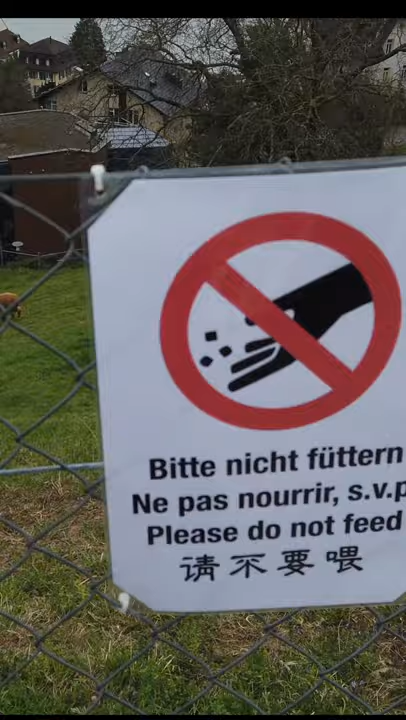 Bitte nicht füttern
Ne pas nourrir, s.v.p
Please do not feed
请不要喂